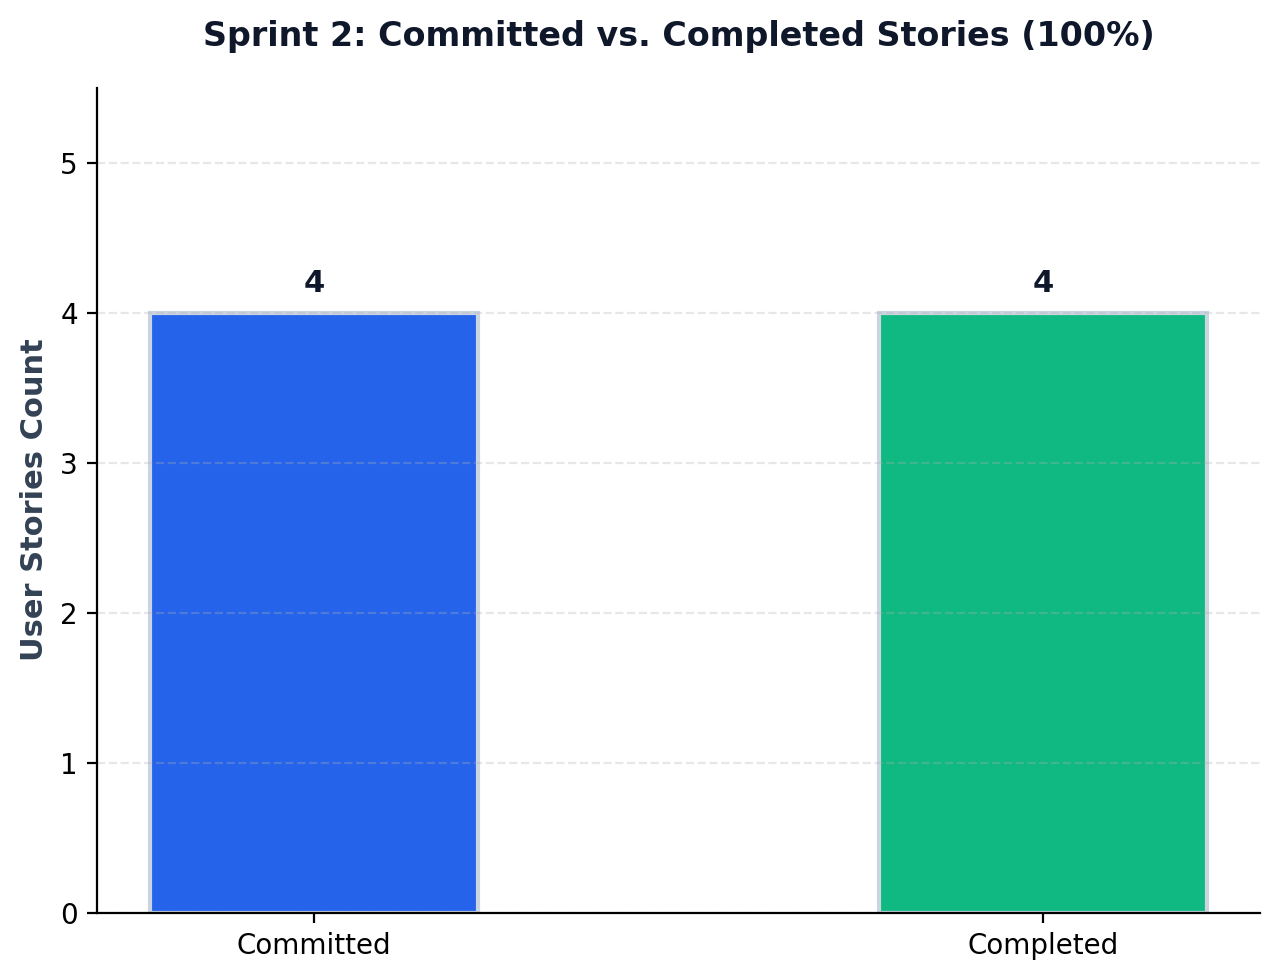 Sprint 2: Committed vs. Completed Stories (100%)
User Stories Count
5
4
3
2
1
0
4
4
Committed
Completed